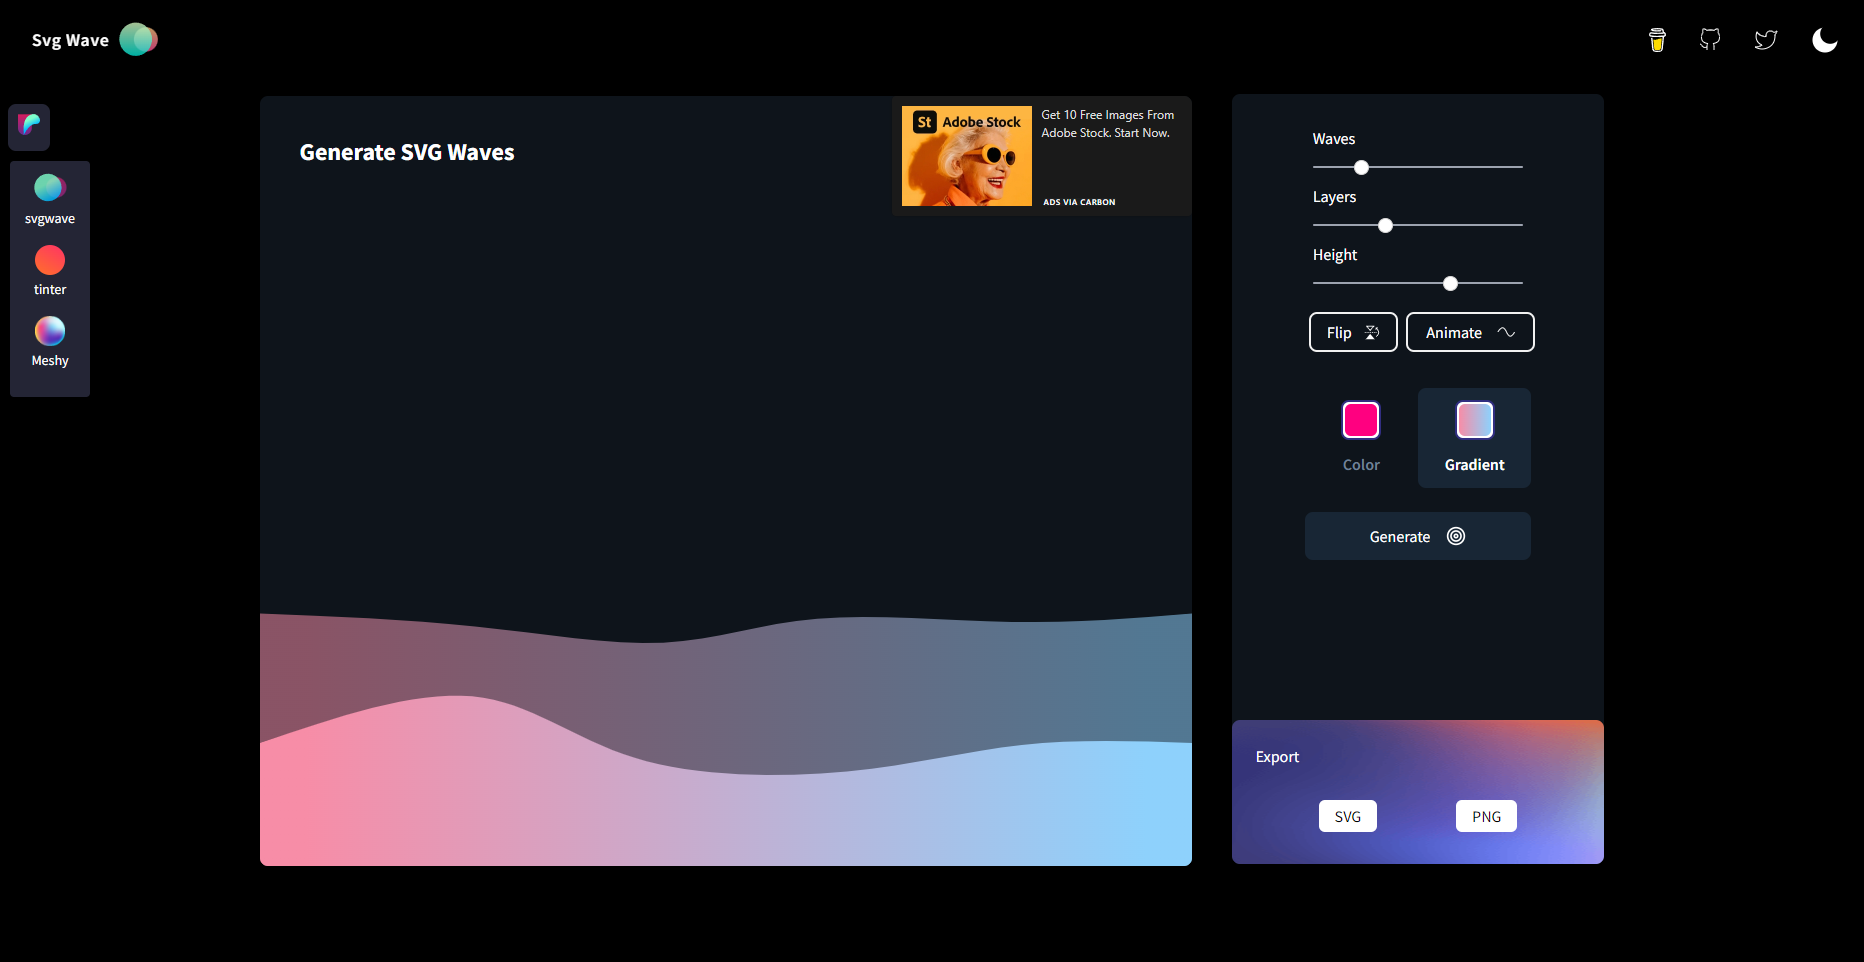 Svg Wave
svgwave
tinter
Meshy
Generate SVG Waves
St Adobe Stock
Get 10 Free Images From
Adobe Stock. Start Now.
ADS VIA CARBON
Waves
Layers
Height
Flip
Animate
Color
Gradient
Generate
Export
SVG
PNG